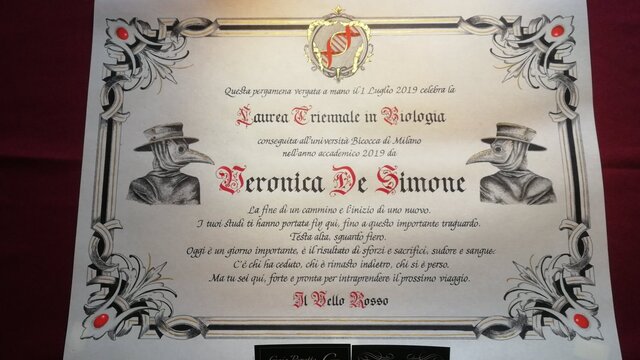 Questa pergamena vergata a mano il 1 Luglio 2019 celebra la
Laurea Triennale in Biologia
conseguita all'università Bicocca di Milano
nell'anno accademico 2019 da
Veronica De Simone
La fine di un cammino e l'inizio di uno nuovo.
I tuoi studi ti hanno portata fin qui, fino a questo importante traguardo.
Testa alta, sguardo fiero.
Oggi è un giorno importante, è il risultato di sforzi e sacrifici, sudore e sangue.
C'è chi ha ceduto, chi è rimasto indietro, chi si è perso.
Ma tu sei qui, forte e pronta per intraprendere il prossimo viaggio.
Il Vello Rosso